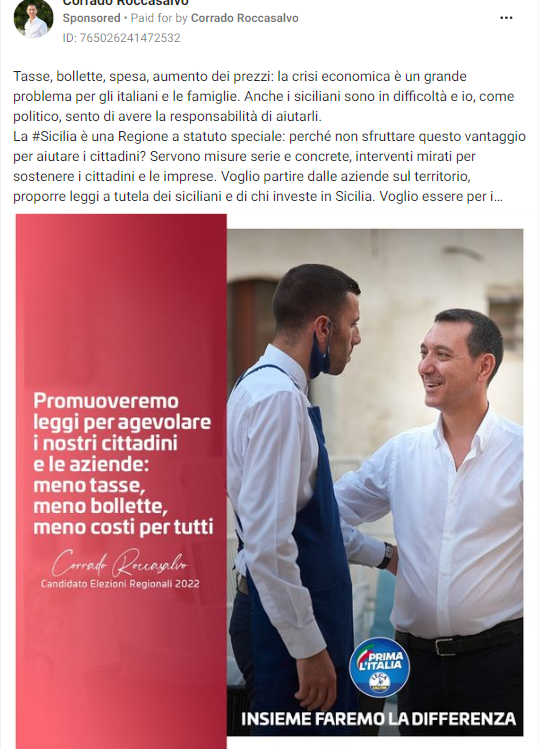 Corrado Roccasalvo
Sponsored • Paid for by Corrado Roccasalvo
ID: 765026241472532
Tasse, bollette, spesa, aumento dei prezzi: la crisi economica è un grande
problema per gli italiani e le famiglie. Anche i siciliani sono in difficoltà e io, come
politico, sento di avere la responsabilità di aiutarli.
La #Sicilia è una Regione a statuto speciale: perché non sfruttare questo vantaggio
per aiutare i cittadini? Servono misure serie e concrete, interventi mirati per
sostenere i cittadini e le imprese. Voglio partire dalle aziende sul territorio,
proporre leggi a tutela dei siciliani e di chi investe in Sicilia. Voglio essere per i…
Promuoveremo
leggi per agevolare
i nostri cittadini
e le aziende:
meno tasse,
meno bollette,
meno costi per tutti
Corrado Roccasalvo
Candidato Elezioni Regionali 2022
PRIMA
L'ITALIA
LEGA
SALVINI
INSIEME FAREMO LA DIFFERENZA